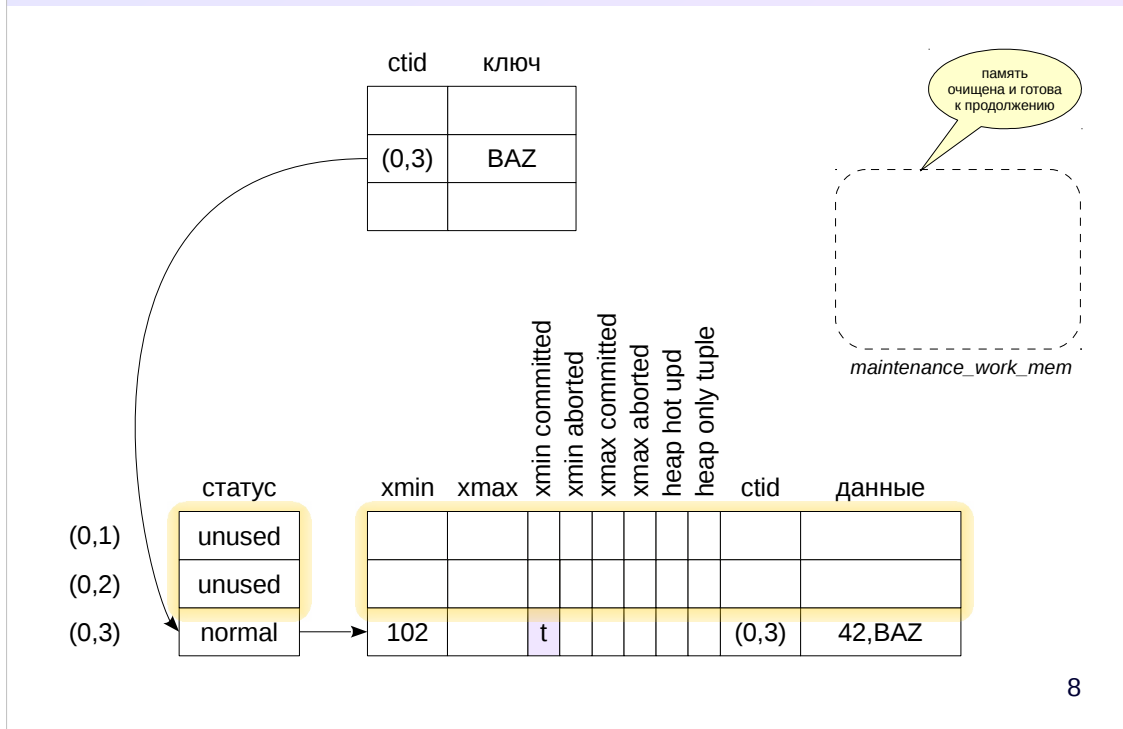 ctid ключ
память
очищена и готова
к продолжению
(0,3) BAZ
maintenance_work_mem
статус xmin xmax xmin committed xmin aborted xmax committed xmax aborted heap hot upd heap only tuple ctid данные
(0,1) unused
(0,2) unused
(0,3) normal 102 t (0,3) 42,BAZ
8